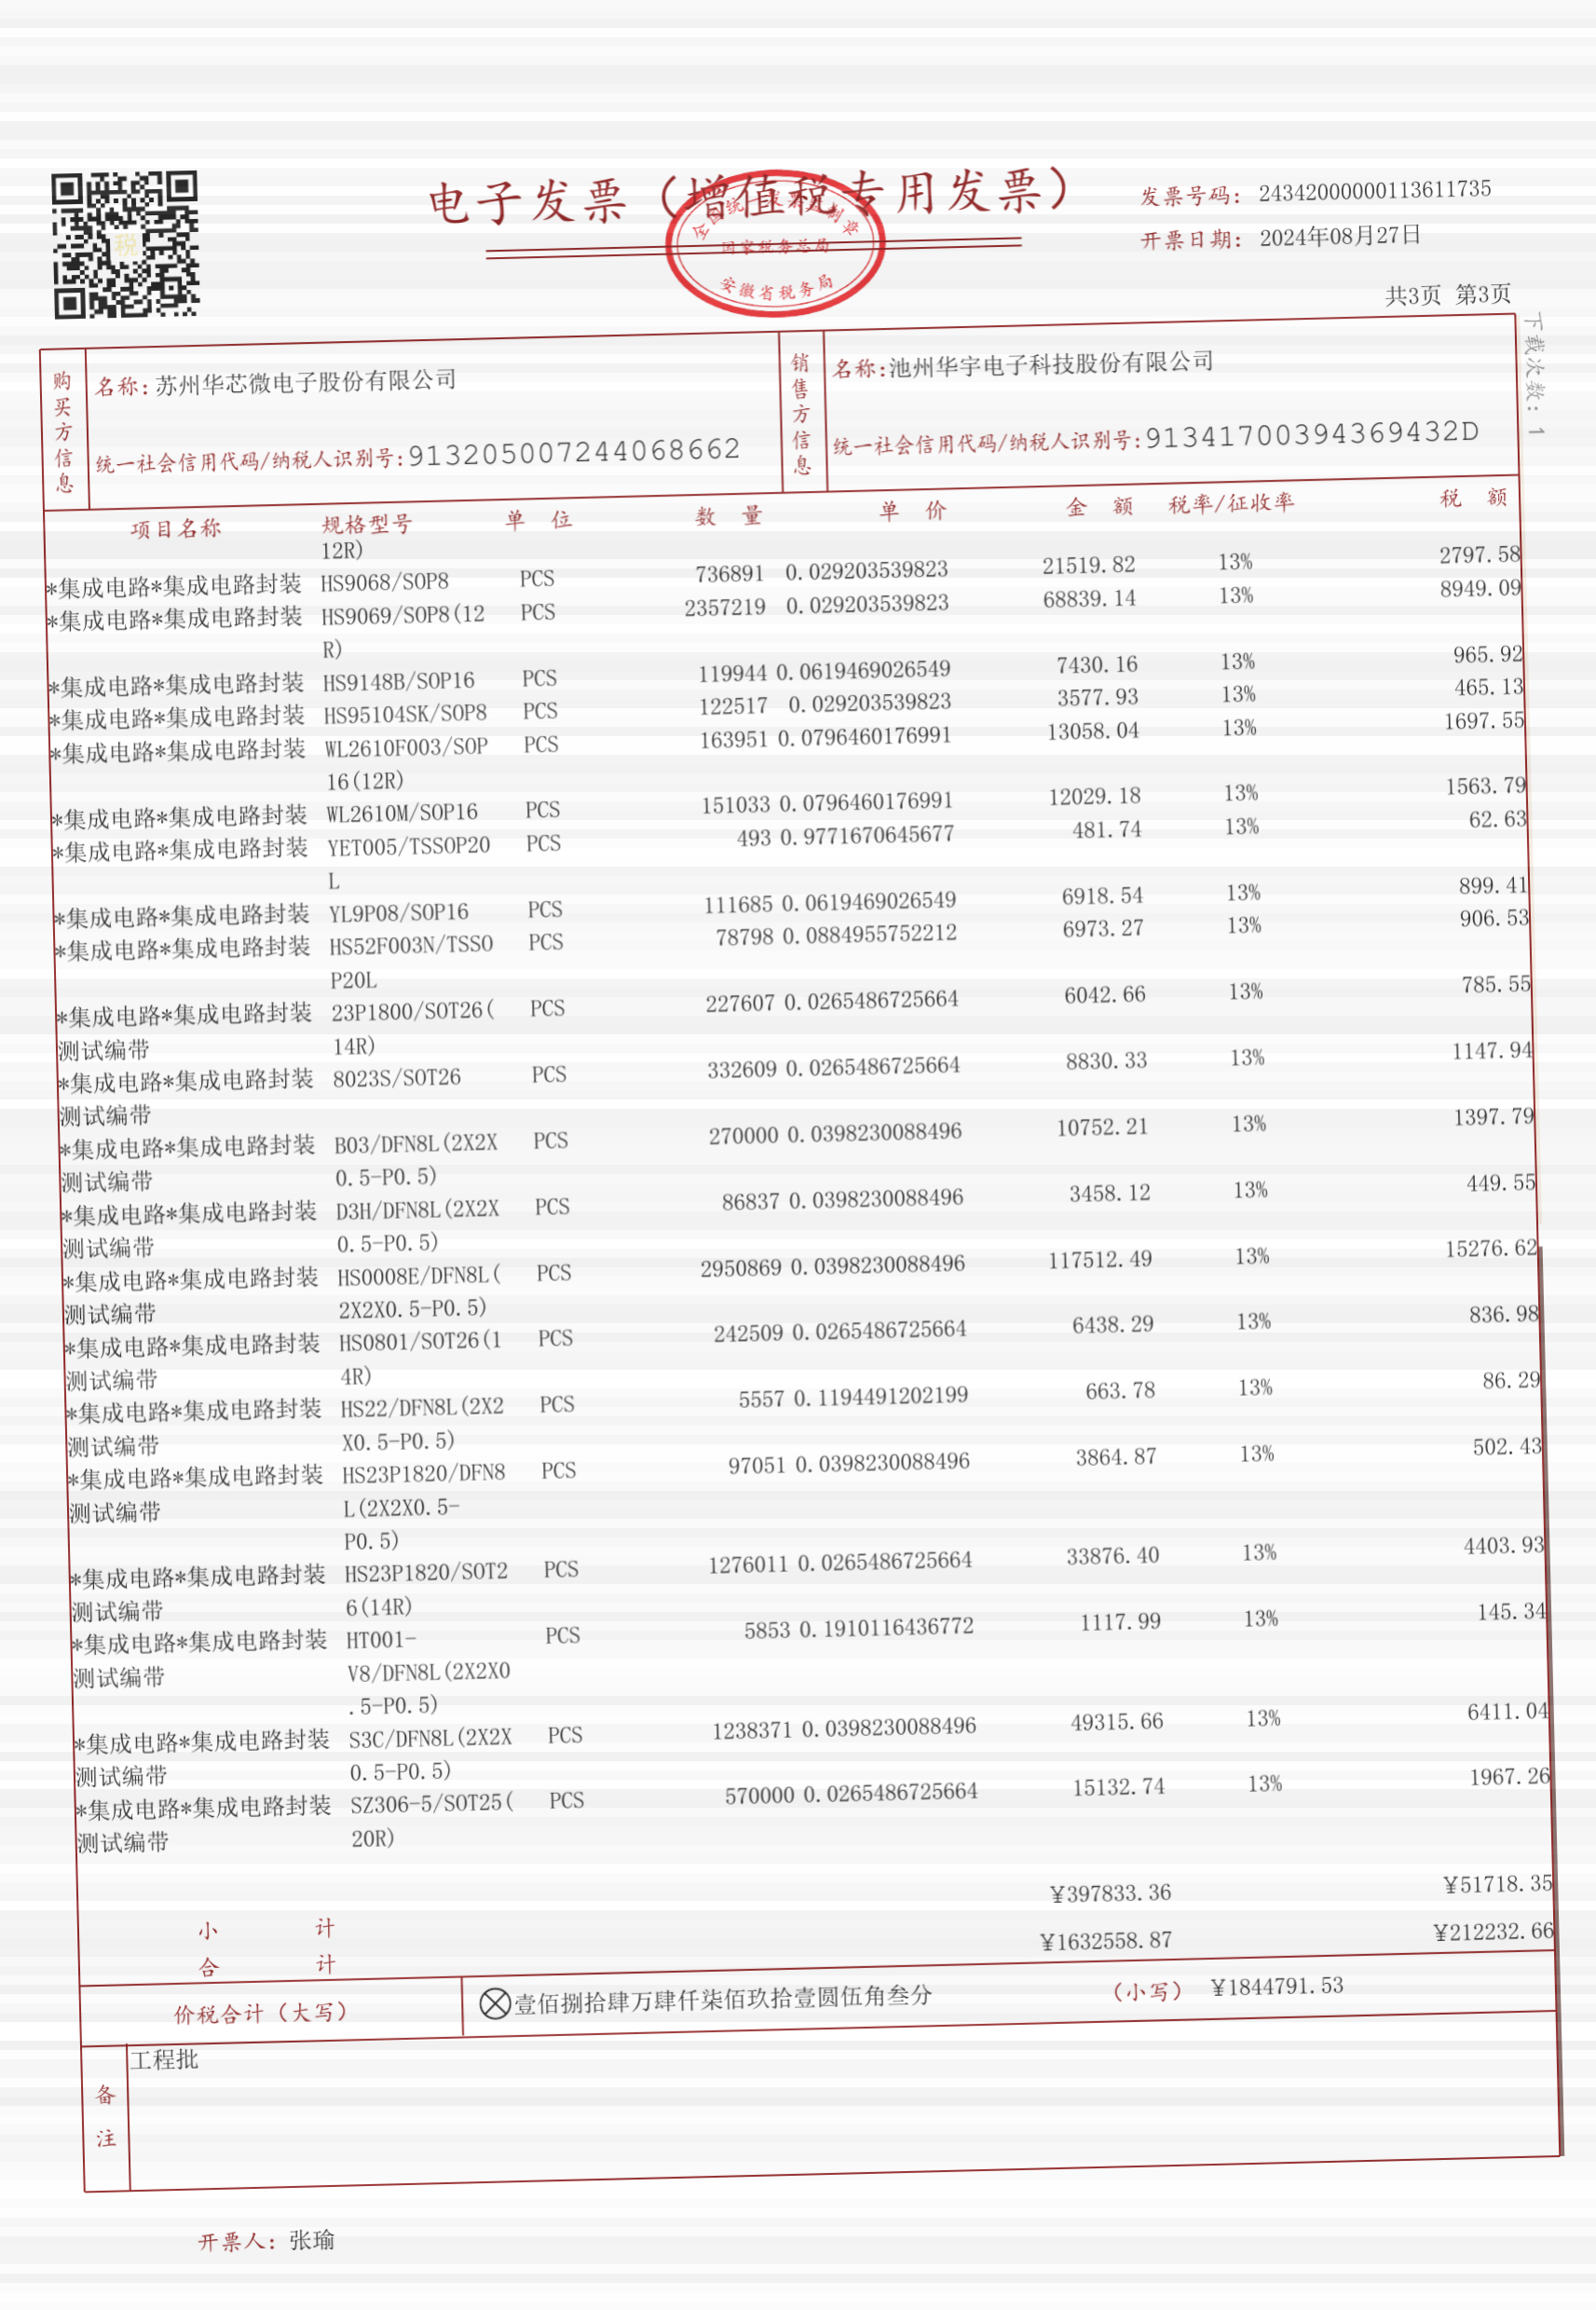 电子发票（增值税专用发票）
全国统一发票监制章
国家税务总局
安徽省税务局
税
发票号码：24342000000113611735
开票日期：2024年08月27日
共3页 第3页
下载次数：1
购买方信息
名称：苏州华芯微电子股份有限公司
统一社会信用代码/纳税人识别号：913205007244068662
销售方信息
名称：池州华宇电子科技股份有限公司
统一社会信用代码/纳税人识别号：91341700394369432D
项目名称 规格型号 单 位 数 量 单 价 金 额 税率/征收率 税 额
12R)
*集成电路*集成电路封装 HS9068/SOP8 PCS 736891 0.029203539823 21519.82 13% 2797.58
*集成电路*集成电路封装 HS9069/SOP8(12 PCS 2357219 0.029203539823 68839.14 13% 8949.09
R)
*集成电路*集成电路封装 HS9148B/SOP16 PCS 119944 0.0619469026549 7430.16 13% 965.92
*集成电路*集成电路封装 HS95104SK/SOP8 PCS 122517 0.029203539823 3577.93 13% 465.13
*集成电路*集成电路封装 WL2610F003/SOP PCS 163951 0.0796460176991 13058.04 13% 1697.55
16(12R)
*集成电路*集成电路封装 WL2610M/SOP16 PCS 151033 0.0796460176991 12029.18 13% 1563.79
*集成电路*集成电路封装 YET005/TSSOP20 PCS 493 0.9771670645677 481.74 13% 62.63
L
*集成电路*集成电路封装 YL9P08/SOP16 PCS 111685 0.0619469026549 6918.54 13% 899.41
*集成电路*集成电路封装 HS52F003N/TSSO PCS 78798 0.0884955752212 6973.27 13% 906.53
P20L
*集成电路*集成电路封装 23P1800/SOT26( PCS 227607 0.0265486725664 6042.66 13% 785.55
测试编带 14R)
*集成电路*集成电路封装 8023S/SOT26 PCS 332609 0.0265486725664 8830.33 13% 1147.94
测试编带
*集成电路*集成电路封装 B03/DFN8L(2X2X PCS 270000 0.0398230088496 10752.21 13% 1397.79
测试编带 0.5-P0.5)
*集成电路*集成电路封装 D3H/DFN8L(2X2X PCS 86837 0.0398230088496 3458.12 13% 449.55
测试编带 0.5-P0.5)
*集成电路*集成电路封装 HS0008E/DFN8L( PCS 2950869 0.0398230088496 117512.49 13% 15276.62
测试编带 2X2X0.5-P0.5)
*集成电路*集成电路封装 HS0801/SOT26(1 PCS 242509 0.0265486725664 6438.29 13% 836.98
测试编带 4R)
*集成电路*集成电路封装 HS22/DFN8L(2X2 PCS 5557 0.1194491202199 663.78 13% 86.29
测试编带 X0.5-P0.5)
*集成电路*集成电路封装 HS23P1820/DFN8 PCS 97051 0.0398230088496 3864.87 13% 502.43
测试编带 L(2X2X0.5-
P0.5)
*集成电路*集成电路封装 HS23P1820/SOT2 PCS 1276011 0.0265486725664 33876.40 13% 4403.93
测试编带 6(14R)
*集成电路*集成电路封装 HT001- PCS 5853 0.1910116436772 1117.99 13% 145.34
测试编带 V8/DFN8L(2X2X0
.5-P0.5)
*集成电路*集成电路封装 S3C/DFN8L(2X2X PCS 1238371 0.0398230088496 49315.66 13% 6411.04
测试编带 0.5-P0.5)
*集成电路*集成电路封装 SZ306-5/SOT25( PCS 570000 0.0265486725664 15132.74 13% 1967.26
测试编带 20R)
小 计 ¥397833.36 ¥51718.35
合 计 ¥1632558.87 ¥212232.66
价税合计（大写） 壹佰捌拾肆万肆仟柒佰玖拾壹圆伍角叁分 （小写） ¥1844791.53
备注
工程批
开票人：张瑜